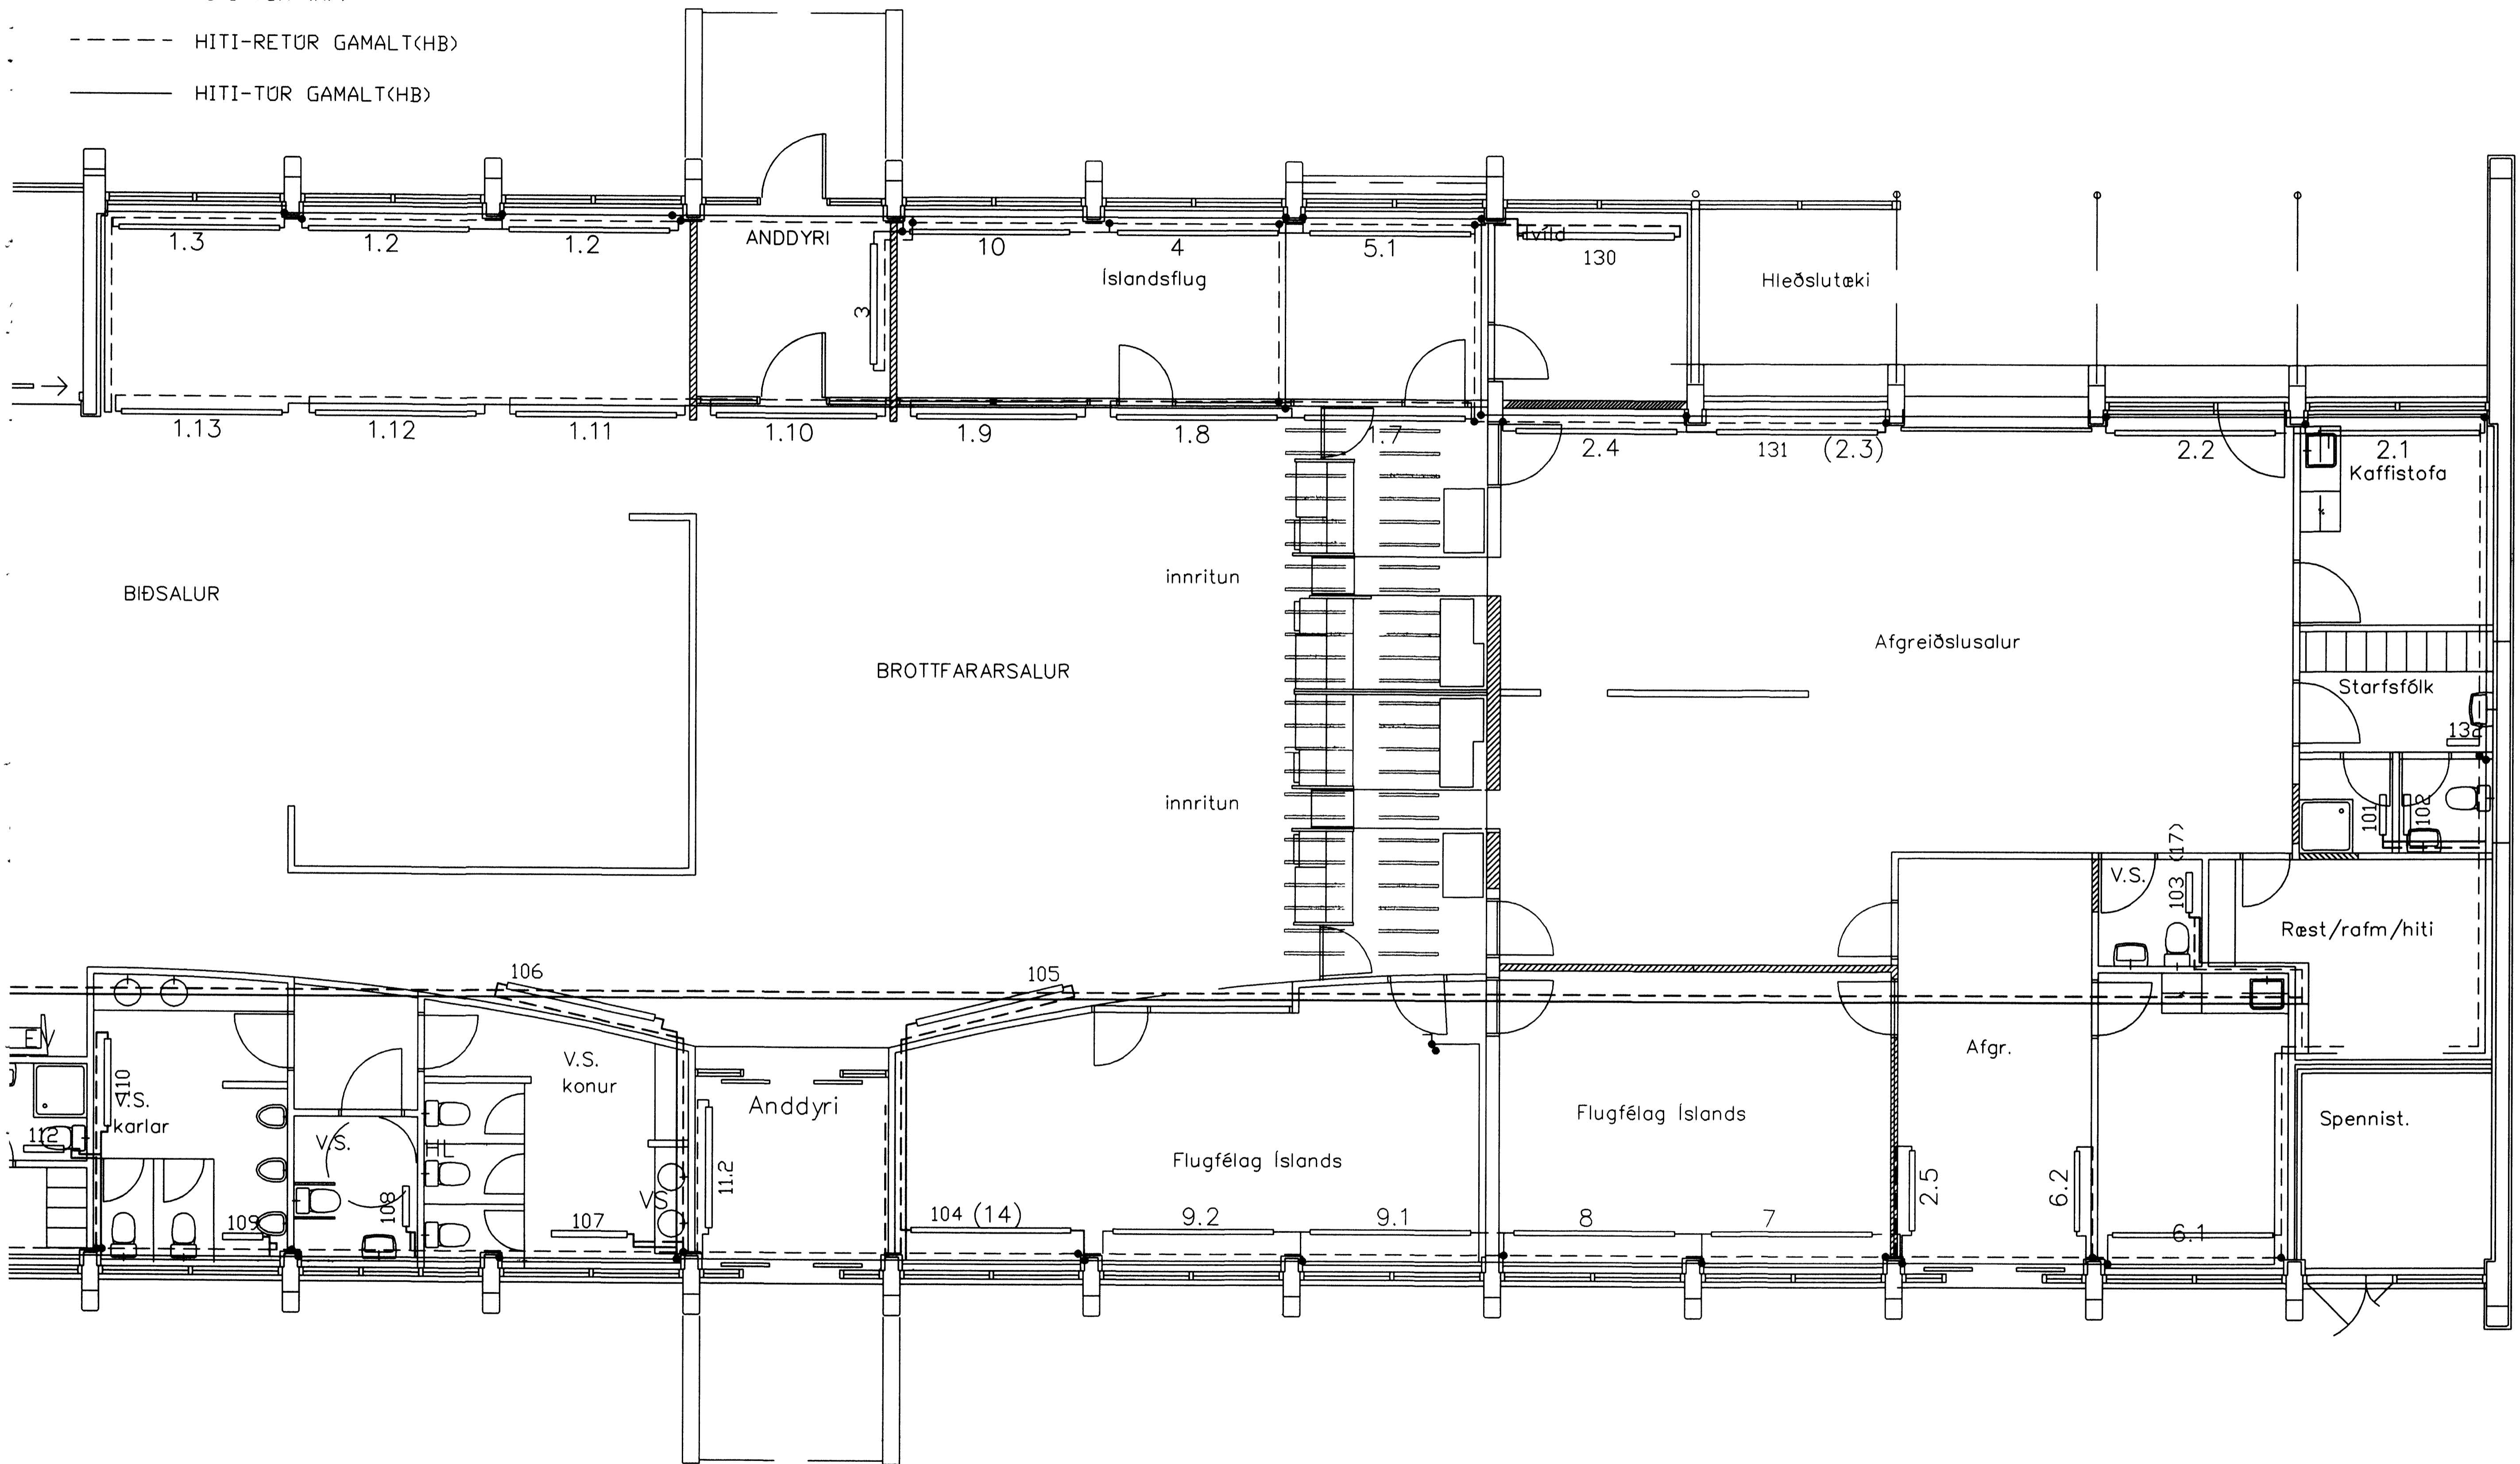 HITI-RETÚR GAMALT(HB)
HITI-TÚR GAMALT(HB)
1.3
1.2
1.2
ANDDYRI
10
4
5.1
130
Íslandsflug
Hleðslutæki
3
1.13
1.12
1.11
1.10
1.9
1.8
1.7
2.4
131 (2.3)
2.2
2.1
Kaffistofa
BIÐSALUR
innritun
BROTTFARARSALUR
Afgreiðslusalur
Starfsfólk
132
innritun
101
102
103 (17)
V.S.
Ræst/rafm/hiti
106
105
110
V.S.
karlar
112
V.S.
konur
Anddyri
Afgr.
Flugfélag Íslands
Flugfélag Íslands
Spennist.
V.S.
HL
11.2
VS
109
108
107
104 (14)
9.2
9.1
8
7
2.5
6.2
6.1